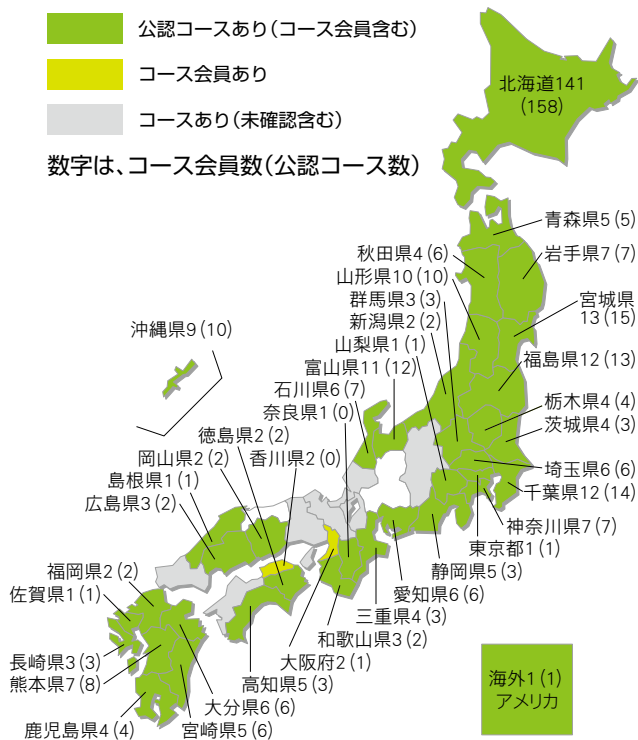 公認コースあり（コース会員含む）
コース会員あり
コースあり（未確認含む）
数字は、コース会員数（公認コース数）
北海道141
(158)
青森県5 (5)
秋田県4 (6)
岩手県7 (7)
山形県10 (10)
群馬県3 (3)
宮城県
13 (15)
新潟県2 (2)
沖縄県9 (10)
山梨県1 (1)
福島県12 (13)
富山県11 (12)
石川県6 (7)
栃木県4 (4)
奈良県1 (0)
茨城県4 (3)
徳島県2 (2)
岡山県2 (2)
香川県2 (0)
埼玉県6 (6)
島根県1 (1)
千葉県12 (14)
広島県3 (2)
神奈川県7 (7)
東京都1 (1)
静岡県5 (3)
福岡県2 (2)
愛知県6 (6)
佐賀県1 (1)
三重県4 (3)
和歌山県3 (2)
長崎県3 (3)
大阪府2 (1)
熊本県7 (8)
高知県5 (3)
海外1 (1)
アメリカ
大分県6 (6)
鹿児島県4 (4)
宮崎県5 (6)